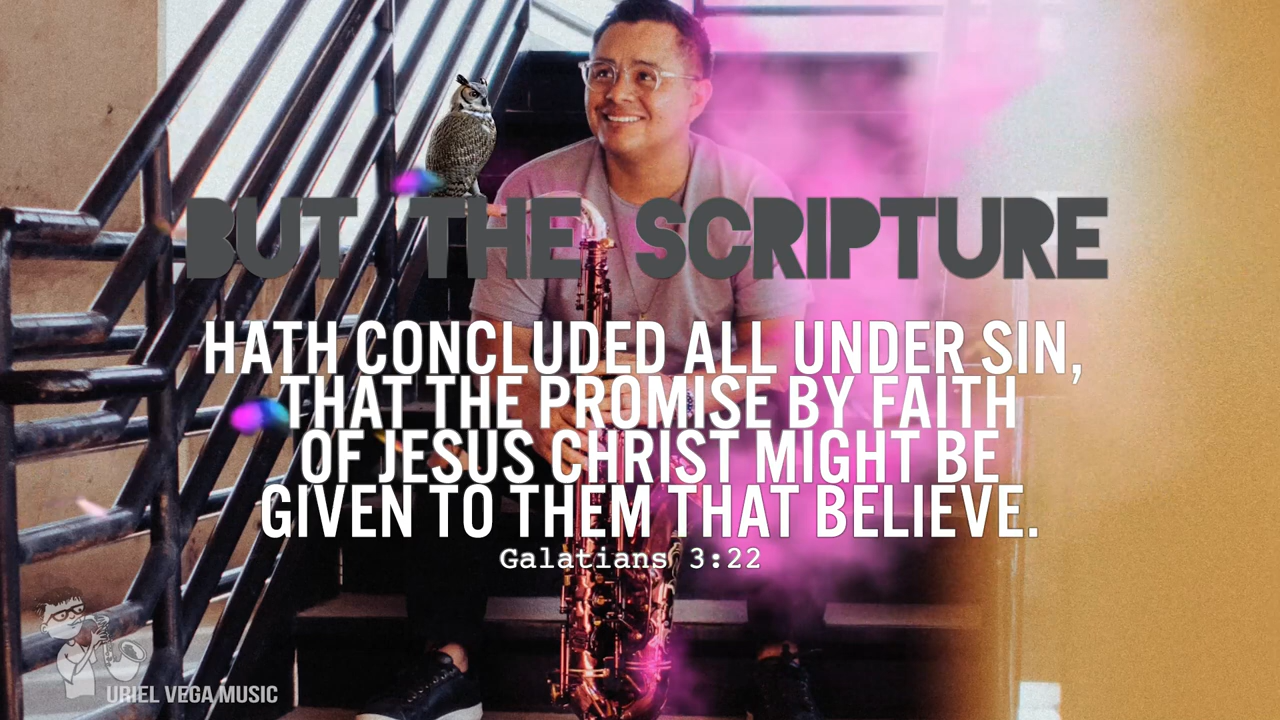 BUT THE SCRIPTURE
HATH CONCLUDED ALL UNDER SIN,
THAT THE PROMISE BY FAITH
OF JESUS CHRIST MIGHT BE
GIVEN TO THEM THAT BELIEVE.
Galatians 3:22
URIEL VEGA MUSIC